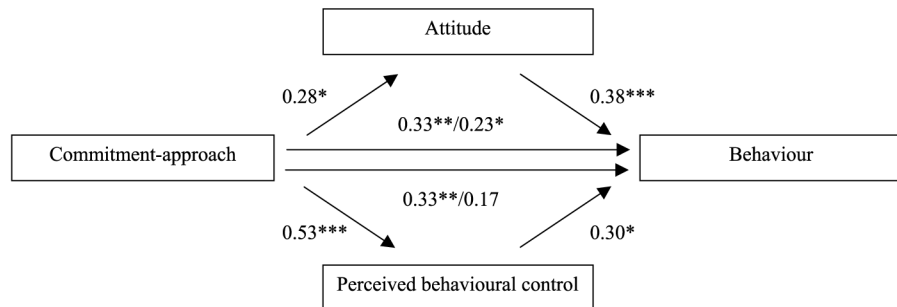 Attitude
0.28*
0.38***
0.33**/0.23*
Commitment-approach
Behaviour
0.33**/0.17
0.53***
0.30*
Perceived behavioural control